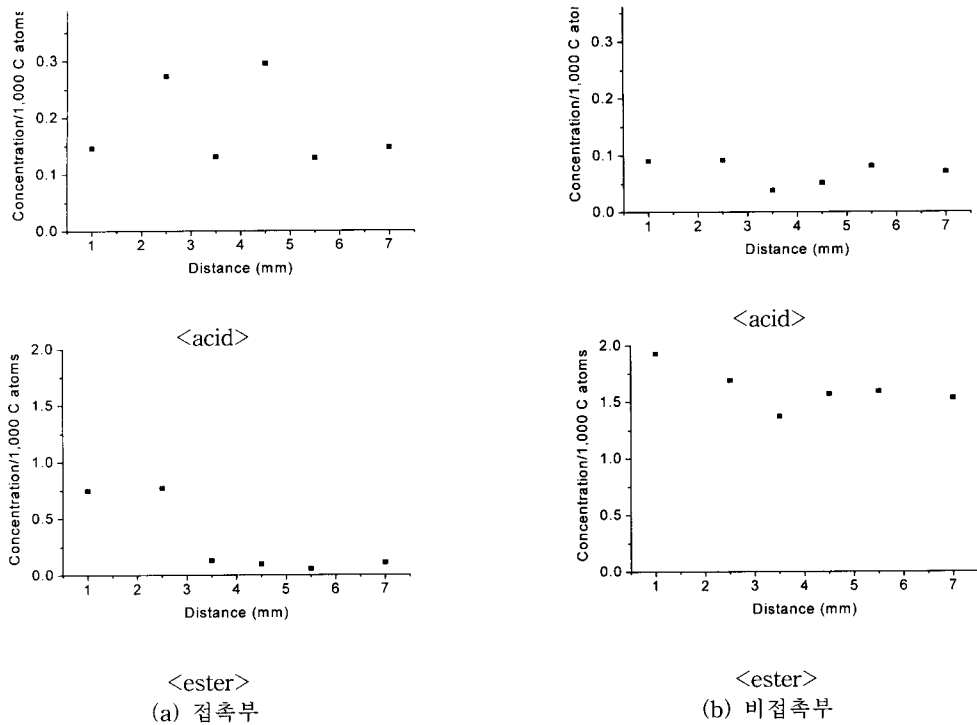 Concentration/1,000 C atoms
0.3
0.2
0.1
0.0
1 2 3 4 5 6 7
Distance (mm)
<acid>
Concentration/1,000 C atoms
0.3
0.2
0.1
0.0
1 2 3 4 5 6 7
Distance (mm)
<acid>
Concentration/1,000 C atoms
2.0
1.5
1.0
0.5
0.0
1 2 3 4 5 6 7
Distance (mm)
<ester>
(a) 접촉부
Concentration/1,000 C atoms
2.0
1.5
1.0
0.5
0.0
1 2 3 4 5 6 7
Distance (mm)
<ester>
(b) 비접촉부